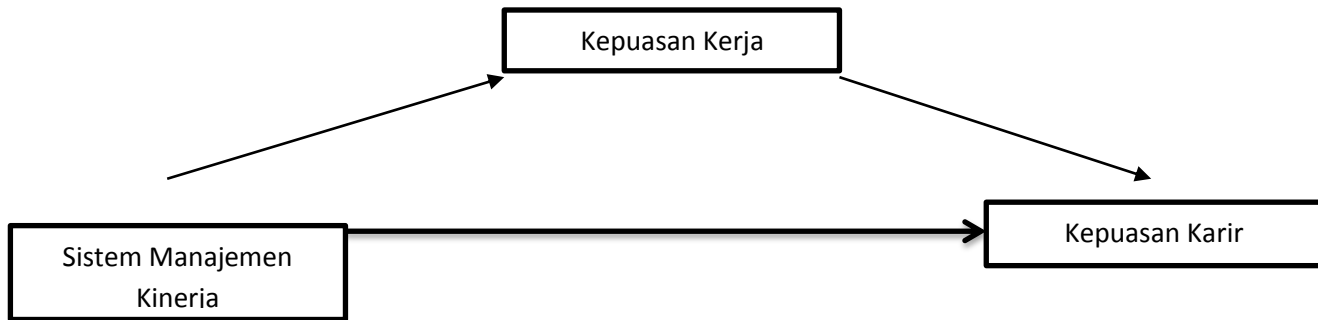 Kepuasan Kerja
Kepuasan Karir
Sistem Manajemen
Kinerja